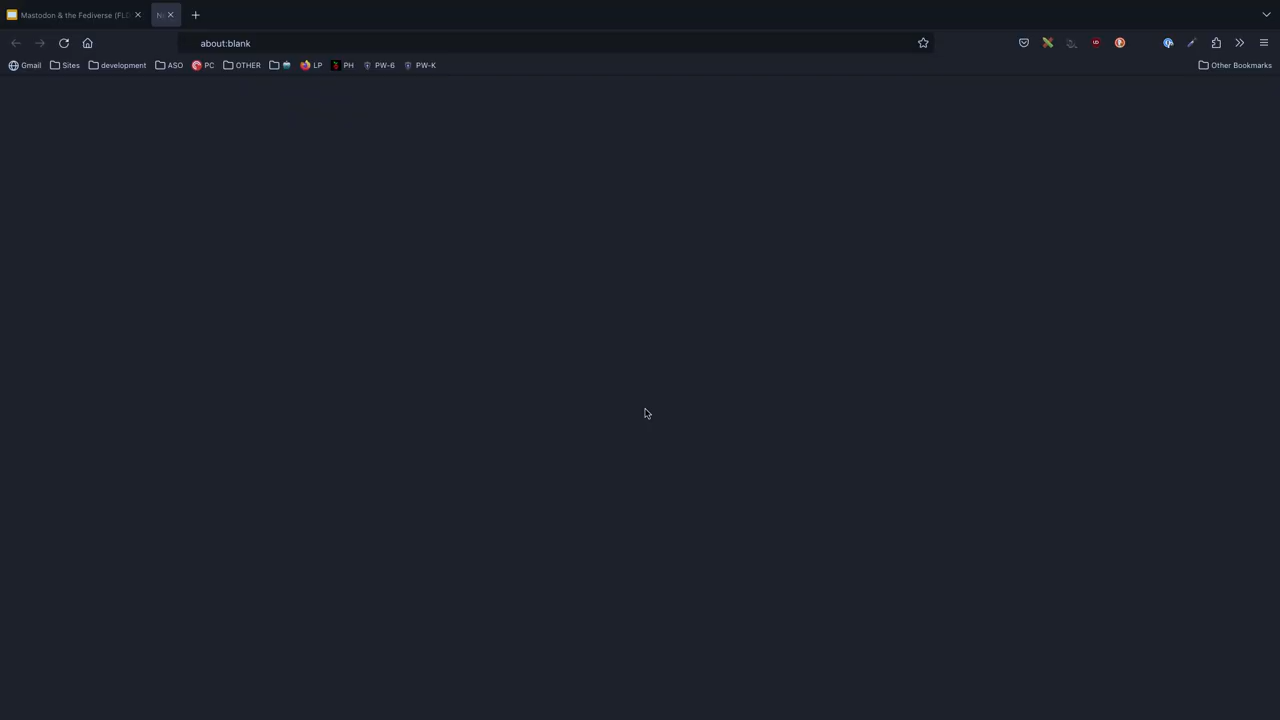 Mastodon & the Fediverse (FL
about:blank
Gmail Sites development ASO PC OTHER LP PH PW-6 PW-K Other Bookmarks